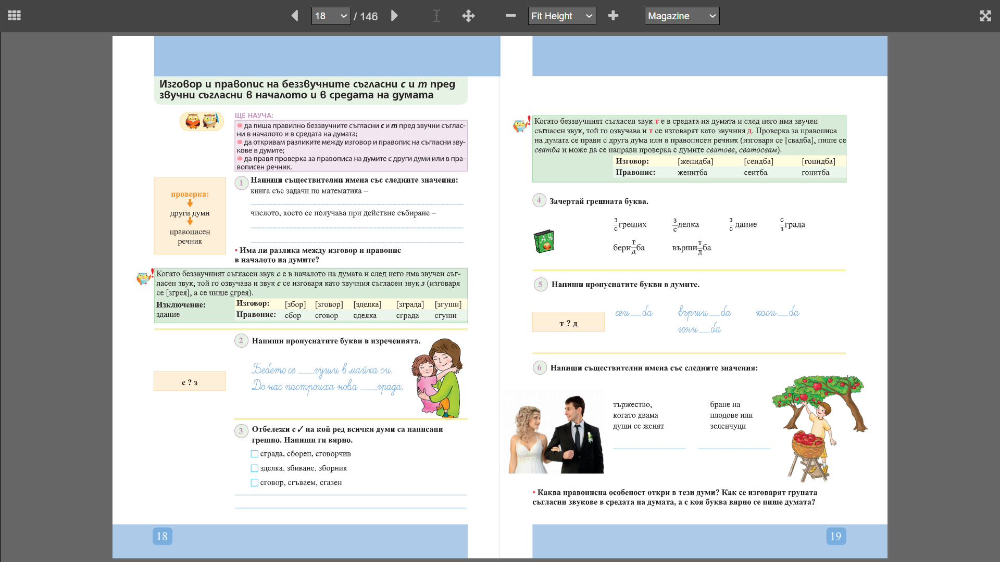 18 / 146 Fit Height Magazine
Изговор и правопис на беззвучните съгласни с и т пред
звучни съгласни в началото и в средата на думата
ЩЕ НАУЧА:
● да пиша правилно беззвучните съгласни с и т пред звучни съглас-
ни в началото и в средата на думата;
● да откривам разликите между изговор и правопис на съгласни зву-
кове в думите;
● да правя проверка за правописа на думите с други думи или в пра-
вописен речник.
проверка:
други думи
правописен
речник
1 Напиши съществителни имена със следните значения:
книга със задачи по математика –
числото, което се получава при действие събиране –
• Има ли разлика между изговор и правопис
в началото на думите?
Когато беззвучният съгласен звук с е в началото на думата и след него има звучен съг-
ласен звук, той го озвучава и звук с се изговаря като звучния съгласен звук з (изговаря
се [згрея], а се пише сгрея).
Изключение:
здание
Изговор: [збор] [зговор] [зделка] [зграда] [згуши]
Правопис: сбор сговор сделка сграда сгуши
2 Напиши пропуснатите букви в изреченията.
с ? з
Бебето се ___гуши в майка си.
До нас построиха нова ___града.
3 Отбележи с ✓ на кой ред всички думи са написани
грешно. Напиши ги вярно.
сграда, сборен, сговорчив
зделка, збиване, зборник
сговор, сгъваем, сгазен
18
Когато беззвучният съгласен звук т е в средата на думата и след него има звучен
съгласен звук, той го озвучава и т се изговарят като звучния д. Проверка за правописа
на думата се прави с друга дума или в правописен речник (изговаря се [свадба], пише се
сватба и може да се направи проверка с думите сватове, сватосвам).
Изговор: [женидба] [сеидба] [гонидба]
Правопис: женитба сеитба гонитба
4 Зачертай грешната буква.
А Я
з/с греших з/с делка з/с дание с/з града
бери т/д ба върши т/д ба
5 Напиши пропуснатите букви в думите.
т ? д
сеи__ба върши__ба коси__ба
гони__ба
6 Напиши съществителни имена със следните значения:
тържество,
когато двама
души се женят
бране на
плодове или
зеленчуци
• Каква правописна особеност откри в тези думи? Как се изговарят групата
съгласни звукове в средата на думата, а с коя буква вярно се пише думата?
19